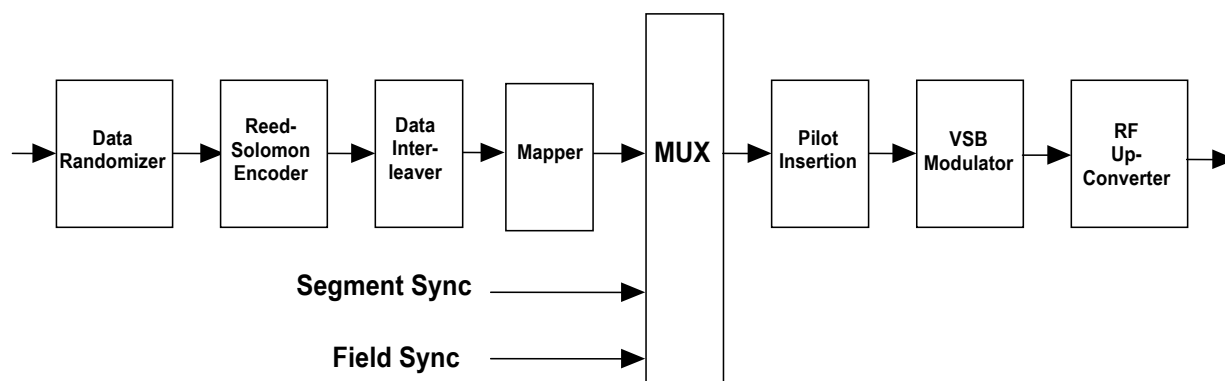 Data
Randomizer
Reed-
Solomon
Encoder
Data
Inter-
leaver
Mapper
MUX
Pilot
Insertion
VSB
Modulator
RF
Up-
Converter
Segment Sync
Field Sync